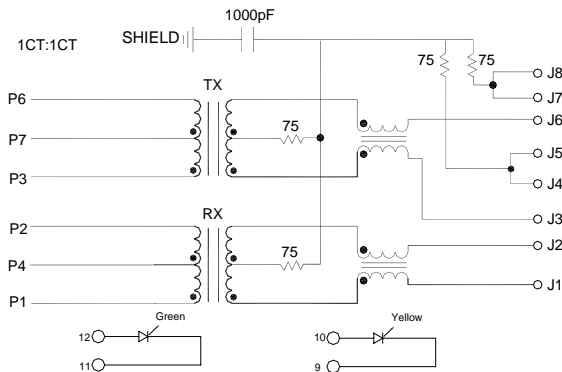 1000pF
1CT:1CT
SHIELD
75
75
J8
J7
P6
TX
J6
P7
75
J5
J4
P3
J3
P2
RX
J2
P4
75
J1
P1
Green
Yellow
12
10
11
9